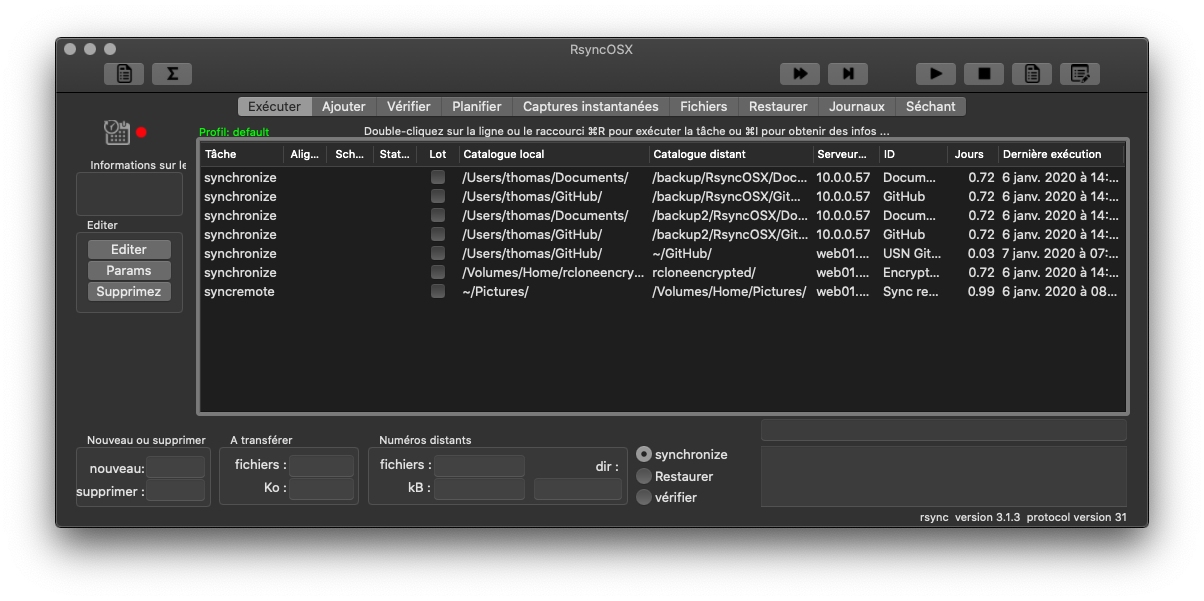 RsyncOSX
Exécuter Ajouter Vérifier Planifier Captures instantanées Fichiers Restaurer Journaux Séchant
Profil: default Double-cliquez sur la ligne ou le raccourci ⌘R pour exécuter la tâche ou ⌘I pour obtenir des infos ...
Tâche Alig... Sch... Stat... Lot Catalogue local Catalogue distant Serveur... ID Jours Dernière exécution
synchronize /Users/thomas/Documents/ /backup/RsyncOSX/Doc... 10.0.0.57 Docum... 0.72 6 janv. 2020 à 14:...
synchronize /Users/thomas/GitHub/ /backup/RsyncOSX/Git... 10.0.0.57 GitHub 0.72 6 janv. 2020 à 14:...
synchronize /Users/thomas/Documents/ /backup2/RsyncOSX/Do... 10.0.0.57 Docum... 0.72 6 janv. 2020 à 14:...
synchronize /Users/thomas/GitHub/ /backup2/RsyncOSX/Git... 10.0.0.57 GitHub 0.72 6 janv. 2020 à 14:...
synchronize /Users/thomas/GitHub/ ~/GitHub/ web01.... USN Git... 0.03 7 janv. 2020 à 07:...
synchronize /Volumes/Home/rcloneencry... rcloneencrypted/ web01.... Encrypt... 0.72 6 janv. 2020 à 14:...
syncremote ~/Pictures/ /Volumes/Home/Pictures/ web01.... Sync re... 0.99 6 janv. 2020 à 08...
Informations sur le
Editer
Editer
Params
Supprimez
Nouveau ou supprimer
nouveau:
supprimer :
A transférer
fichiers :
Ko :
Numéros distants
fichiers : dir :
kB :
synchronize
Restaurer
vérifier
rsync version 3.1.3 protocol version 31